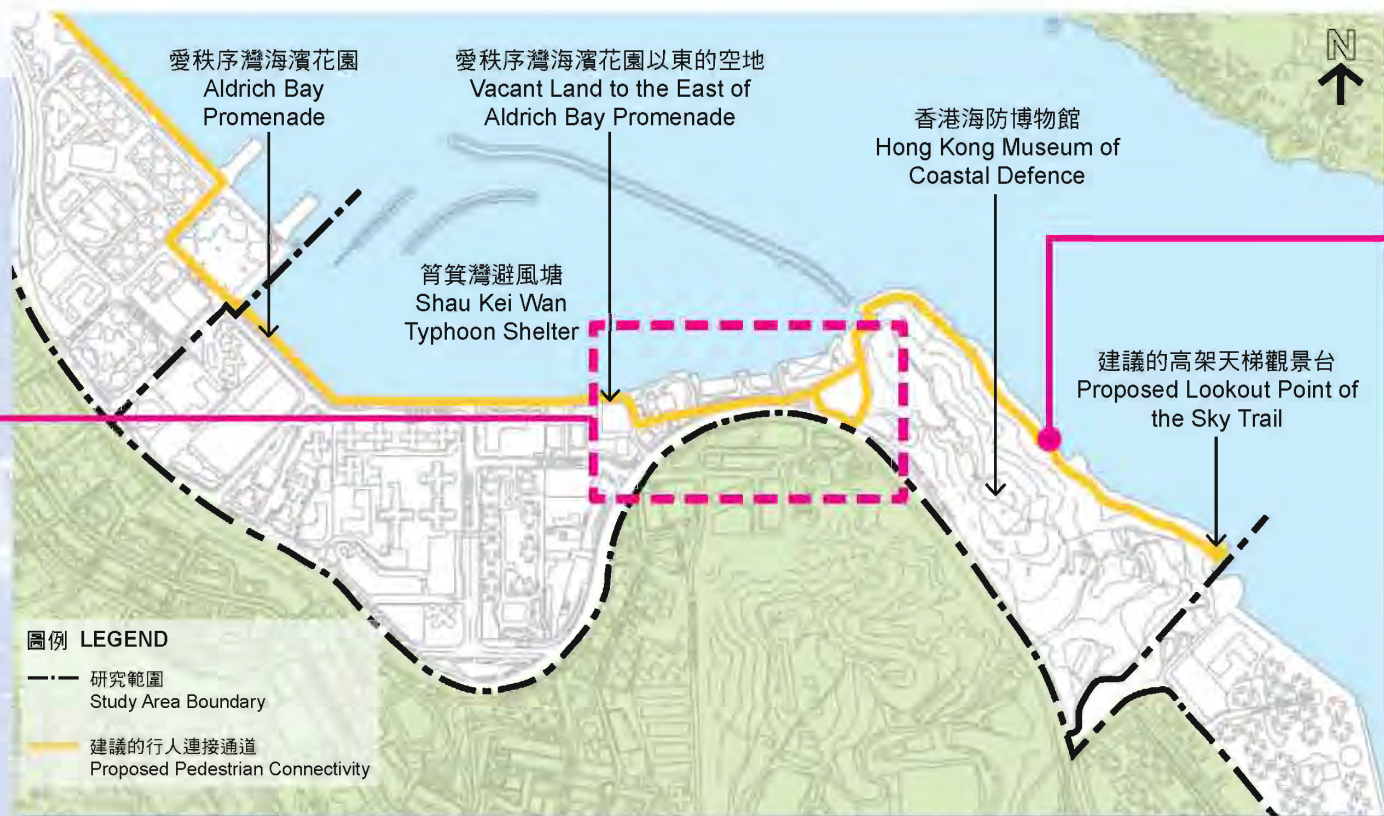 愛秩序灣海濱花園
Aldrich Bay
Promenade
愛秩序灣海濱花園以東的空地
Vacant Land to the East of
Aldrich Bay Promenade
香港海防博物館
Hong Kong Museum of
Coastal Defence
N
筲箕灣避風塘
Shau Kei Wan
Typhoon Shelter
建議的高架天梯觀景台
Proposed Lookout Point of
the Sky Trail
圖例 LEGEND
研究範圍
Study Area Boundary
建議的行人連接通道
Proposed Pedestrian Connectivity